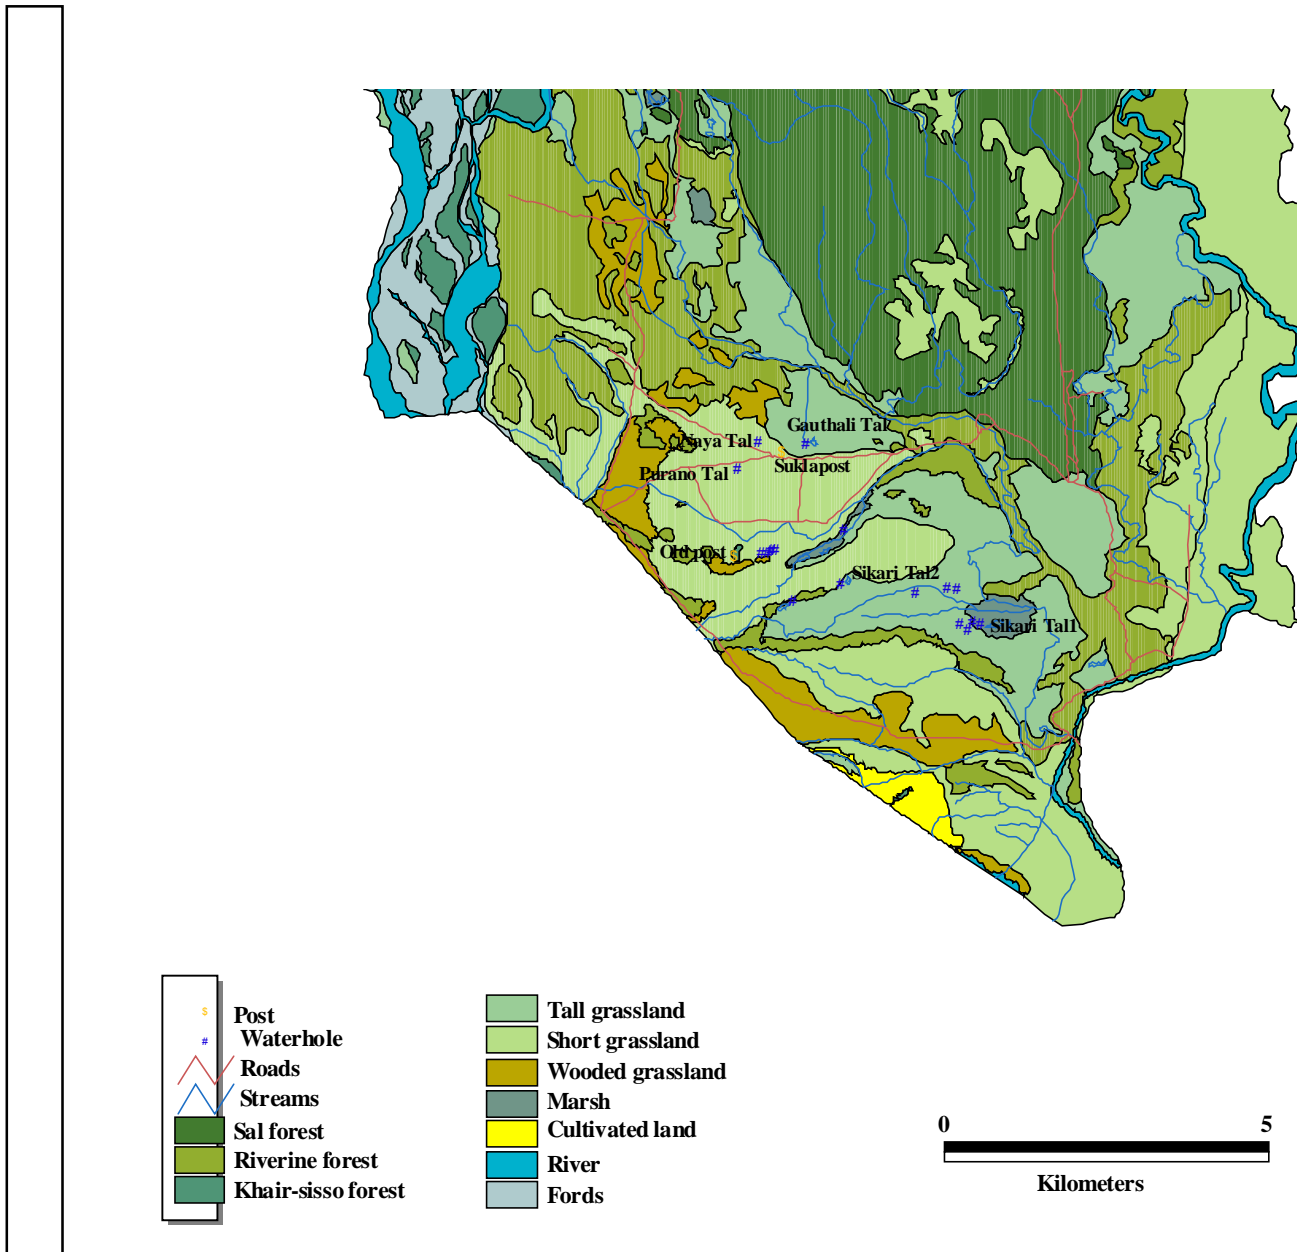 Gauthali Tal
Naya Tal #
#
Suklapost
Purano Tal #
#
Old post $
###
Sikari Tal2
#
# # #
#
# # # #
Sikari Tal1
$ Post
# Waterhole
Roads
Streams
Sal forest
Riverine forest
Khair-sisso forest
Tall grassland
Short grassland
Wooded grassland
Marsh
Cultivated land
River
Fords
0 5
Kilometers